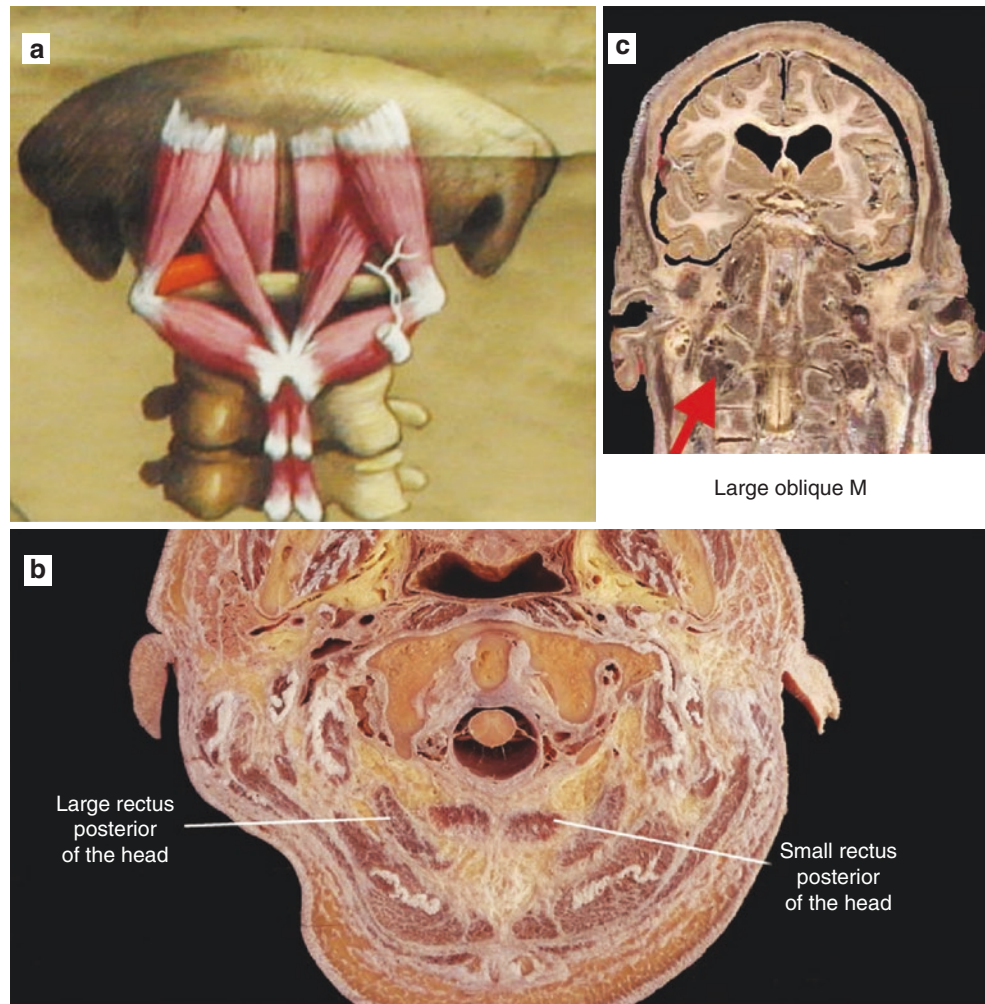 a
c
Large oblique M
b
Large rectus
posterior
of the head
Small rectus
posterior
of the head